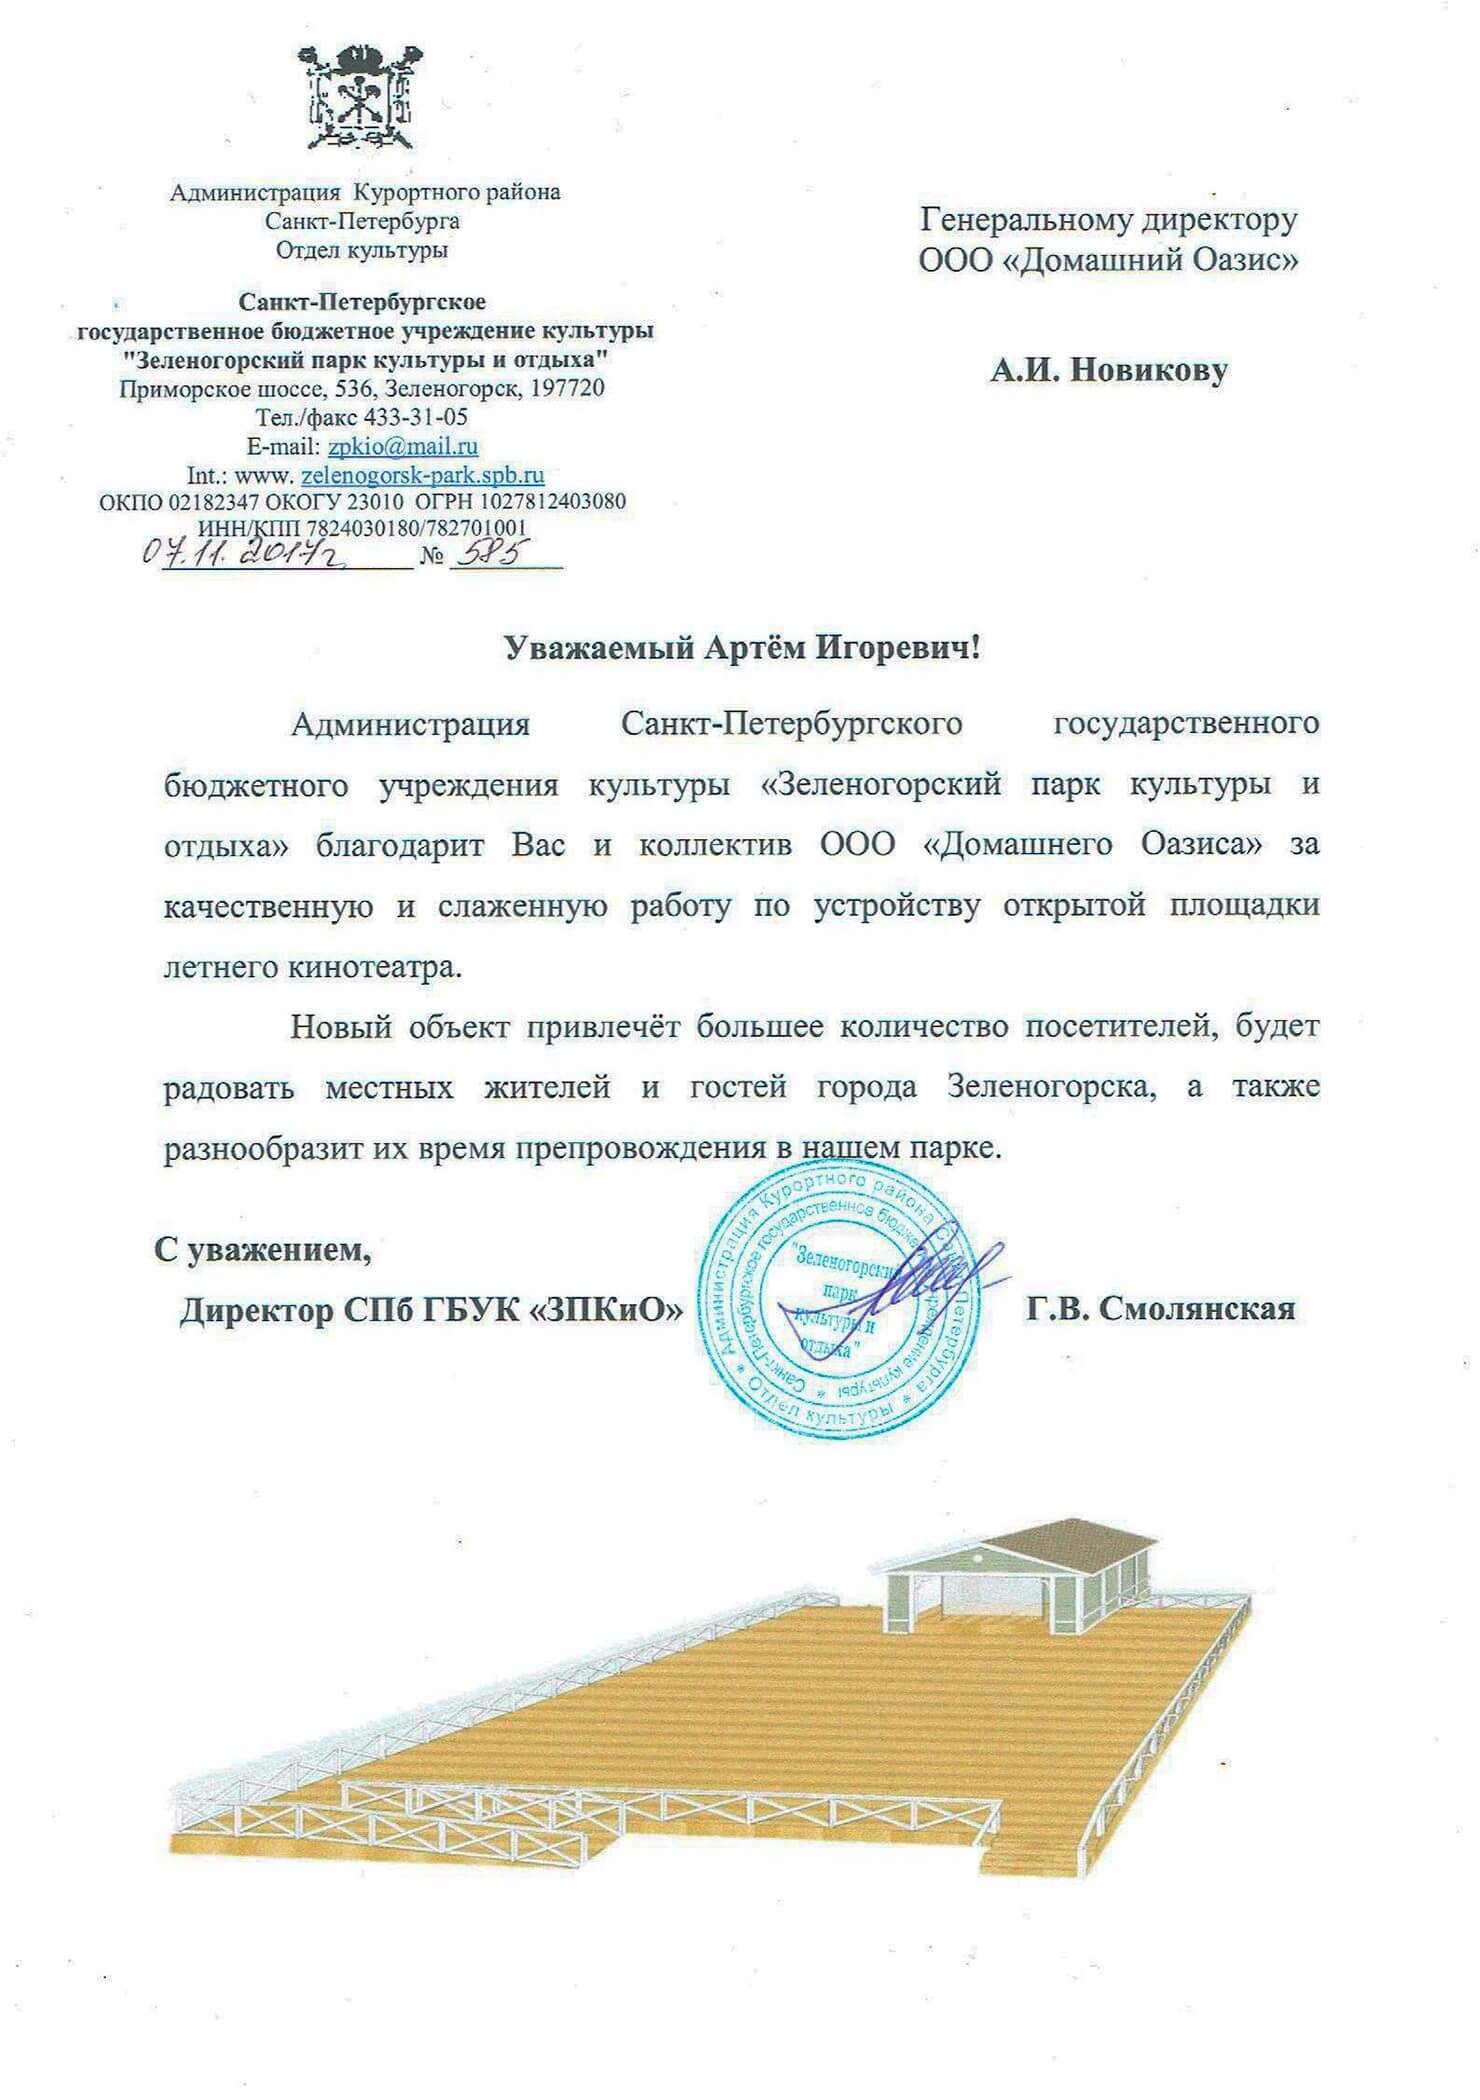 Администрация Курортного района
Санкт-Петербурга
Отдел культуры
Санкт-Петербургское
государственное бюджетное учреждение культуры
"Зеленогорский парк культуры и отдыха"
Приморское шоссе, 536, Зеленогорск, 197720
Тел./факс 433-31-05
E-mail: zpkio@mail.ru
Int.: www. zelenogorsk-park.spb.ru
ОКПО 02182347 ОКОГУ 23010 ОГРН 1027812403080
ИНН/КПП 7824030180/782701001
07.11.2017г. № 585
Генеральному директору
ООО «Домашний Оазис»
А.И. Новикову
Уважаемый Артём Игоревич!
Администрация Санкт-Петербургского государственного
бюджетного учреждения культуры «Зеленогорский парк культуры и
отдыха» благодарит Вас и коллектив ООО «Домашнего Оазиса» за
качественную и слаженную работу по устройству открытой площадки
летнего кинотеатра.
Новый объект привлечёт большее количество посетителей, будет
радовать местных жителей и гостей города Зеленогорска, а также
разнообразит их время препровождения в нашем парке.
С уважением,
Директор СПб ГБУК «ЗПКиО» Г.В. Смолянская
Администрация Курортного района Санкт-Петербурга * Отдел культуры *
Санкт-Петербургское государственное бюджетное учреждение культуры *
"Зеленогорский
парк
культуры и
отдыха"